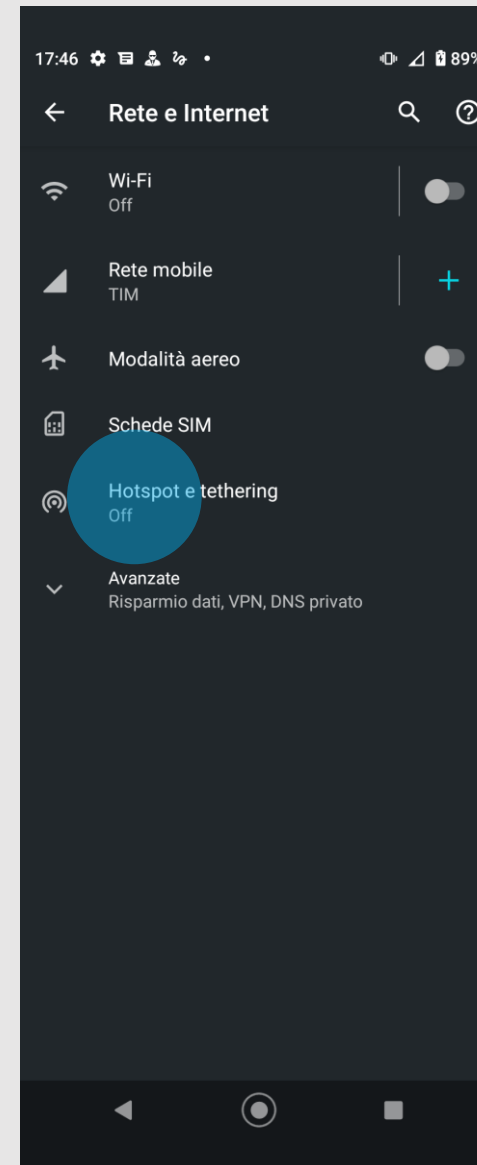 17:46
89%
Rete e Internet
Wi-Fi
Off
Rete mobile
TIM
Modalità aereo
Schede SIM
Hotspot e tethering
Off
Avanzate
Risparmio dati, VPN, DNS privato